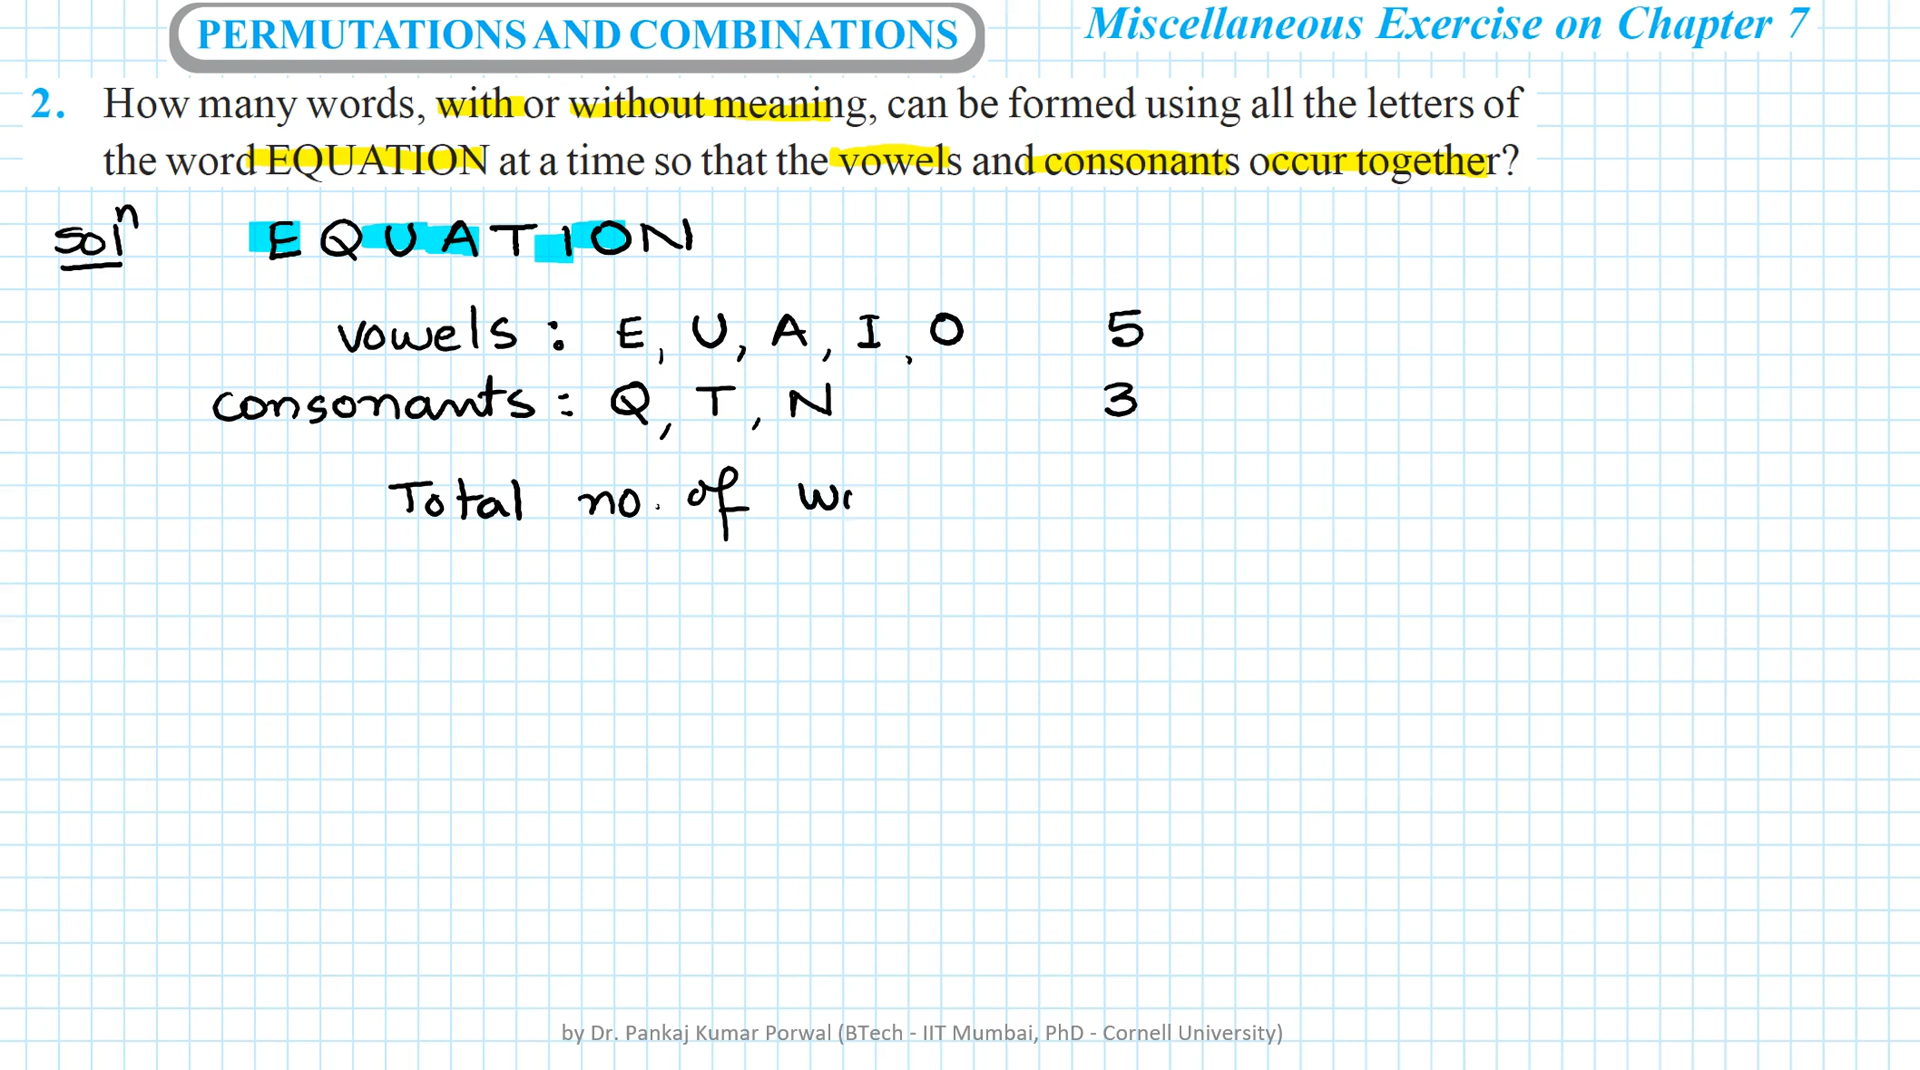 PERMUTATIONS AND COMBINATIONS
Miscellaneous Exercise on Chapter 7
2. How many words, with or without meaning, can be formed using all the letters of
the word EQUATION at a time so that the vowels and consonants occur together?
solⁿ EQUATION
vowels : E, U, A, I, O 5
consonants : Q, T, N 3
Total no. of
by Dr. Pankaj Kumar Porwal (BTech - IIT Mumbai, PhD - Cornell University)